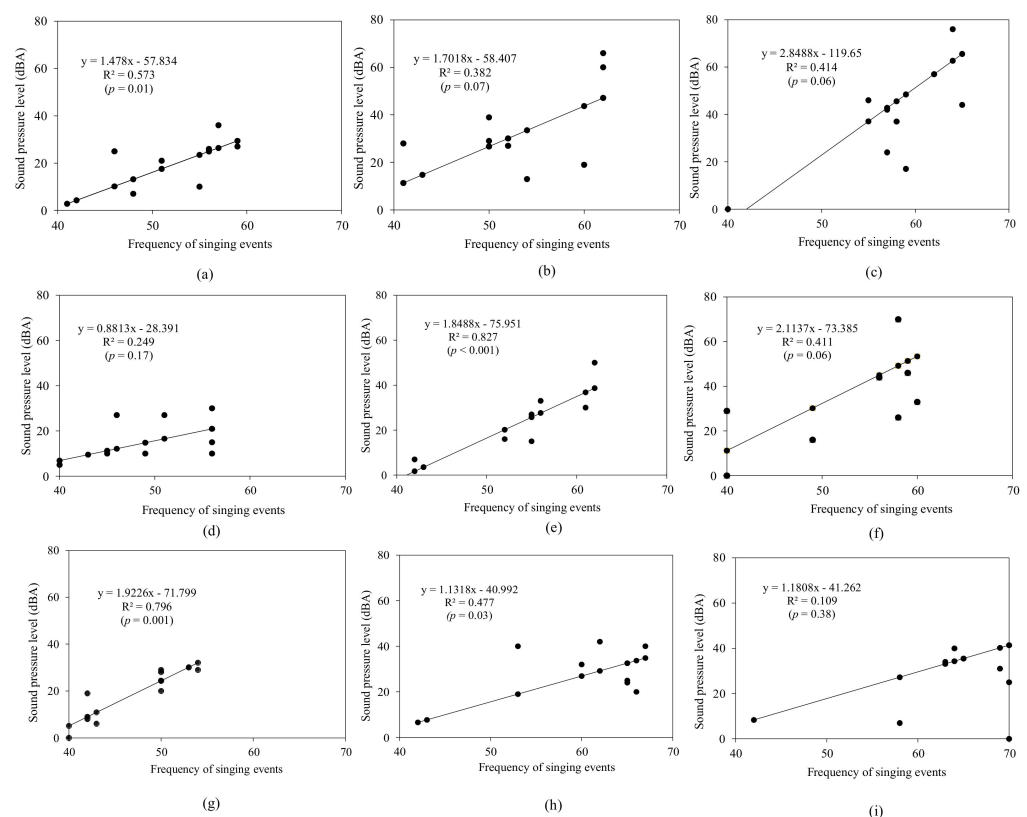 80
60
40
20
0
Sound pressure level (dBA)
y = 1.478x - 57.834
R² = 0.573
(p = 0.01)
40
50
60
70
Frequency of singing events
(a)
80
60
40
20
0
Sound pressure level (dBA)
y = 1.7018x - 58.407
R² = 0.382
(p = 0.07)
40
50
60
70
Frequency of singing events
(b)
80
60
40
20
0
Sound pressure level (dBA)
y = 2.8488x - 119.65
R² = 0.414
(p = 0.06)
40
50
60
70
Frequency of singing events
(c)
80
60
40
20
0
Sound pressure level (dBA)
y = 0.8813x - 28.391
R² = 0.249
(p = 0.17)
40
50
60
70
Frequency of singing events
(d)
80
60
40
20
0
Sound pressure level (dBA)
y = 1.8488x - 75.951
R² = 0.827
(p < 0.001)
40
50
60
70
Frequency of singing events
(e)
80
60
40
20
0
Sound pressure level (dBA)
y = 2.1137x - 73.385
R² = 0.411
(p = 0.06)
40
50
60
70
Frequency of singing events
(f)
80
60
40
20
0
Sound pressure level (dBA)
y = 1.9226x - 71.799
R² = 0.796
(p = 0.001)
40
50
60
70
Frequency of singing events
(g)
80
60
40
20
0
Sound pressure level (dBA)
y = 1.1318x - 40.992
R² = 0.477
(p = 0.03)
40
50
60
70
Frequency of singing events
(h)
80
60
40
20
0
Sound pressure level (dBA)
y = 1.1808x - 41.262
R² = 0.109
(p = 0.38)
40
50
60
70
Frequency of singing events
(i)